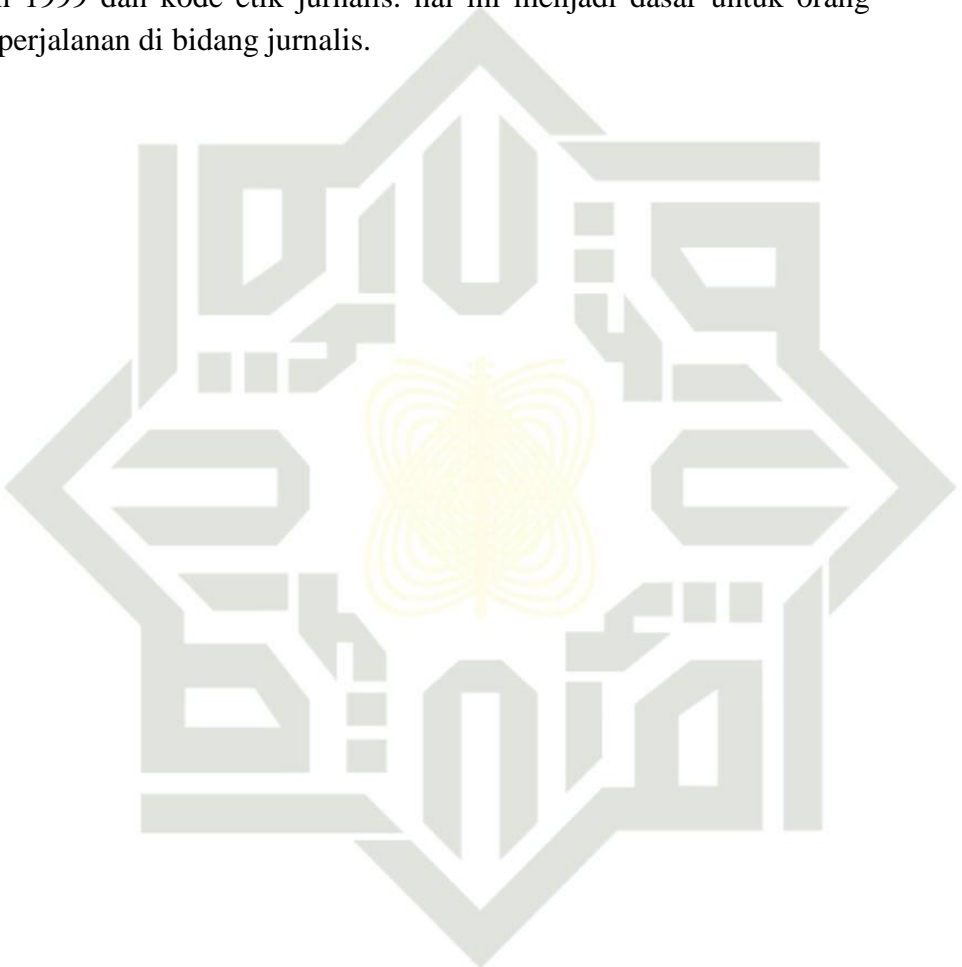 1999 dan kode etik jurnalis. hal ini menjadi dasar untuk orang
perjalanan di bidang jurnalis.